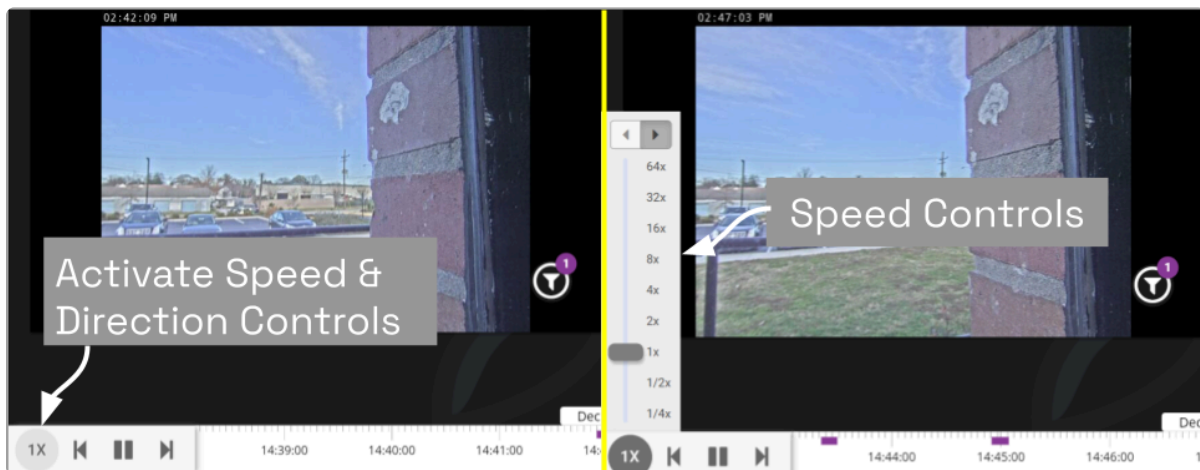 02:42:09 PM
Activate Speed &
Direction Controls
1
Dec
1X
14:39:00
14:40:00
14:41:00
02:47:03 PM
64x
32x
16x
8x
4x
2x
1x
1/2x
1/4x
Speed Controls
1
Dec
1X
14:44:00
14:45:00
14:46:00